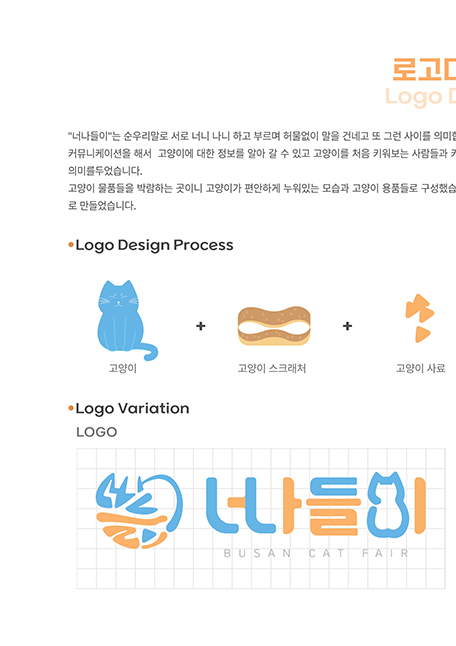 로고
Logo D
"너나들이"는 순우리말로 서로 너니 나니 하고 부르며 허물없이 말을 건네고 또 그런 사이를 의미
커뮤니케이션을 해서 고양이에 대한 정보를 알아 갈 수 있고 고양이를 처음 키워보는 사람들과
의미를두었습니다.
고양이 물품들을 박람하는 곳이니 고양이가 편안하게 누워있는 모습과 고양이 용품들로 구성했습
로 만들었습니다.
•Logo Design Process
+ +
고양이 고양이 스크래처 고양이 사료
•Logo Variation
LOGO
너나들이
BUSAN CAT FAIR